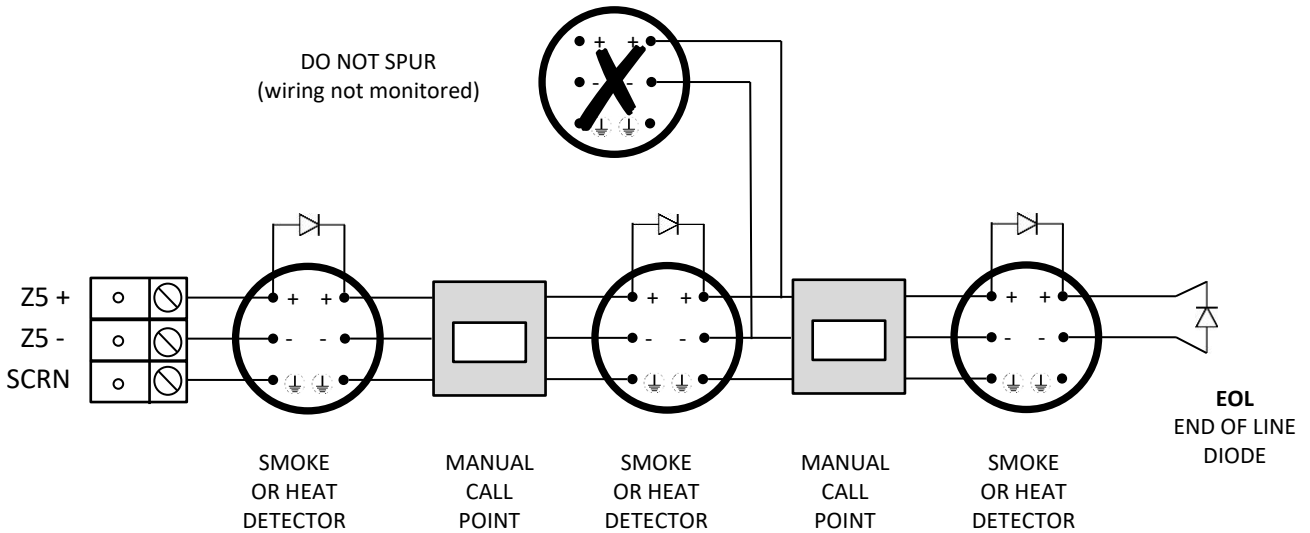 DO NOT SPUR
(wiring not monitored)
+ +
- -
Z5 +
Z5 -
SCRN
+ +
- -
+ +
- -
+ +
- -
SMOKE
OR HEAT
DETECTOR
MANUAL
CALL
POINT
SMOKE
OR HEAT
DETECTOR
MANUAL
CALL
POINT
SMOKE
OR HEAT
DETECTOR
EOL
END OF LINE
DIODE